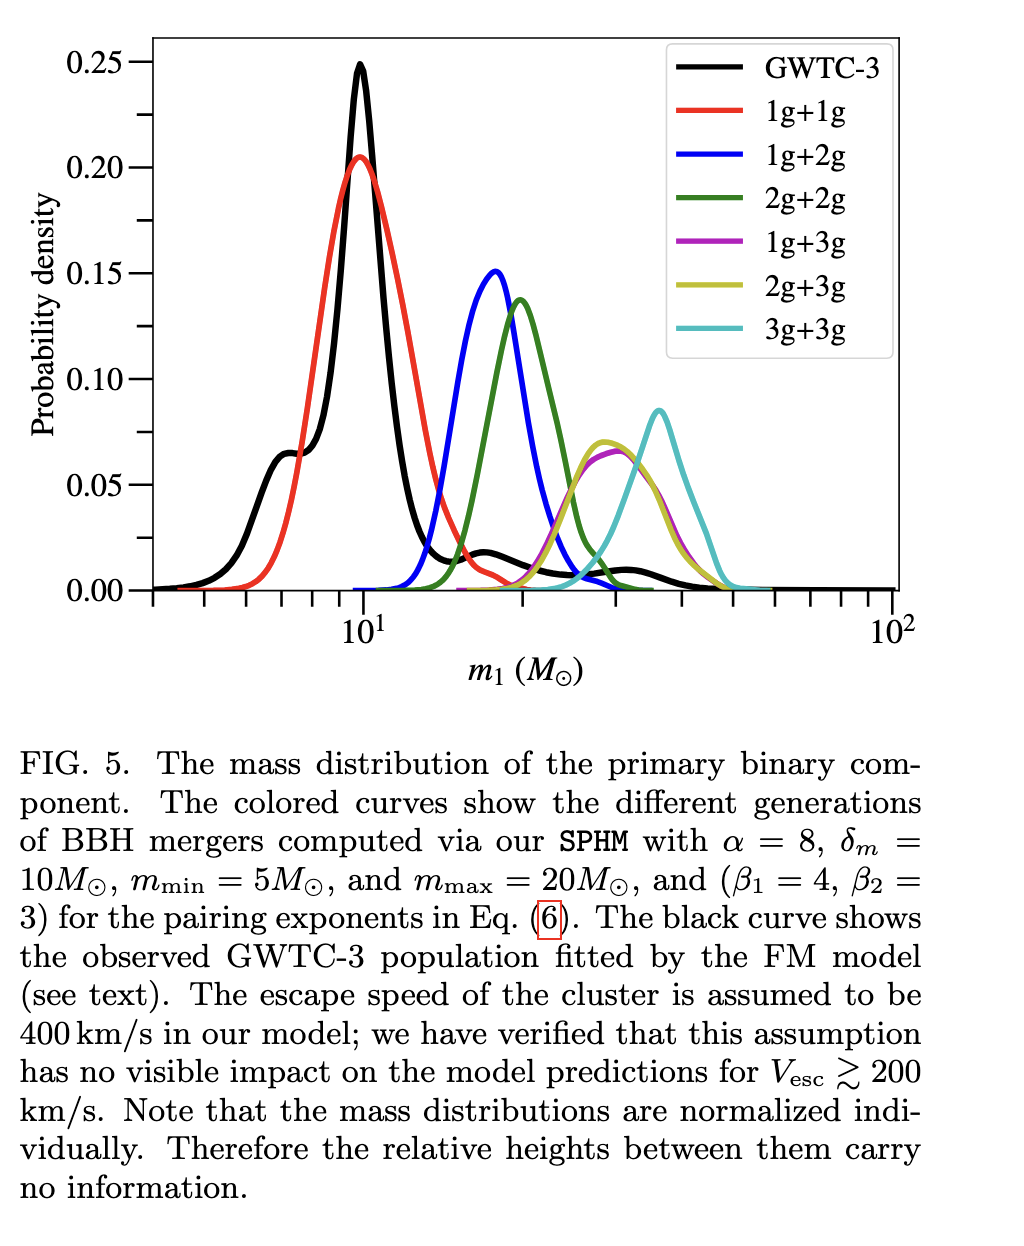 0.25
0.20
0.15
0.10
0.05
0.00
Probability density
10¹
10²
m₁ (M⊙)
GWTC-3
1g+1g
1g+2g
2g+2g
1g+3g
2g+3g
3g+3g
FIG. 5. The mass distribution of the primary binary com-
ponent. The colored curves show the different generations
of BBH mergers computed via our SPHM with α = 8, δₘ =
10M⊙, mₘᵢₙ = 5M⊙, and mₘₐₓ = 20M⊙, and (β₁ = 4, β₂ =
3) for the pairing exponents in Eq. (6). The black curve shows
the observed GWTC-3 population fitted by the FM model
(see text). The escape speed of the cluster is assumed to be
400 km/s in our model; we have verified that this assumption
has no visible impact on the model predictions for Vesc ≳ 200
km/s. Note that the mass distributions are normalized indi-
vidually. Therefore the relative heights between them carry
no information.